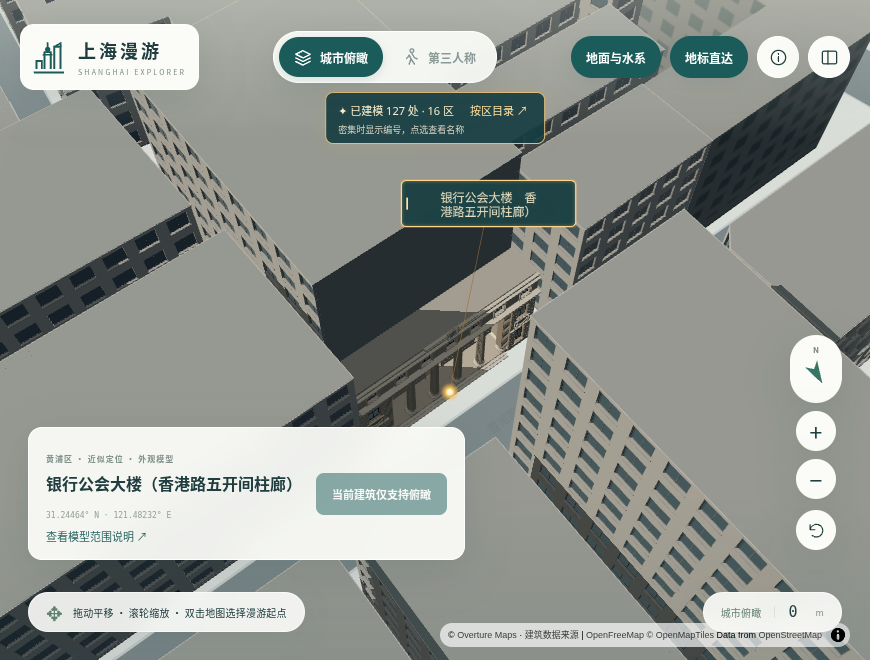 上海漫游
SHANGHAI EXPLORER
城市俯瞰
第三人称
地面与水系
地标直达
✦ 已建模 127 处 · 16 区 按区目录 ↗
密集时显示编号，点选查看名称
银行公会大楼 香
港路五开间柱廊）
N
黄浦区 · 近似定位 · 外观模型
银行公会大楼（香港路五开间柱廊）
当前建筑仅支持俯瞰
31.24464° N · 121.48232° E
查看模型范围说明 ↗
拖动平移 · 滚轮缩放 · 双击地图选择漫游起点
城市俯瞰 0 m
© Overture Maps · 建筑数据来源 | OpenFreeMap © OpenMapTiles Data from OpenStreetMap